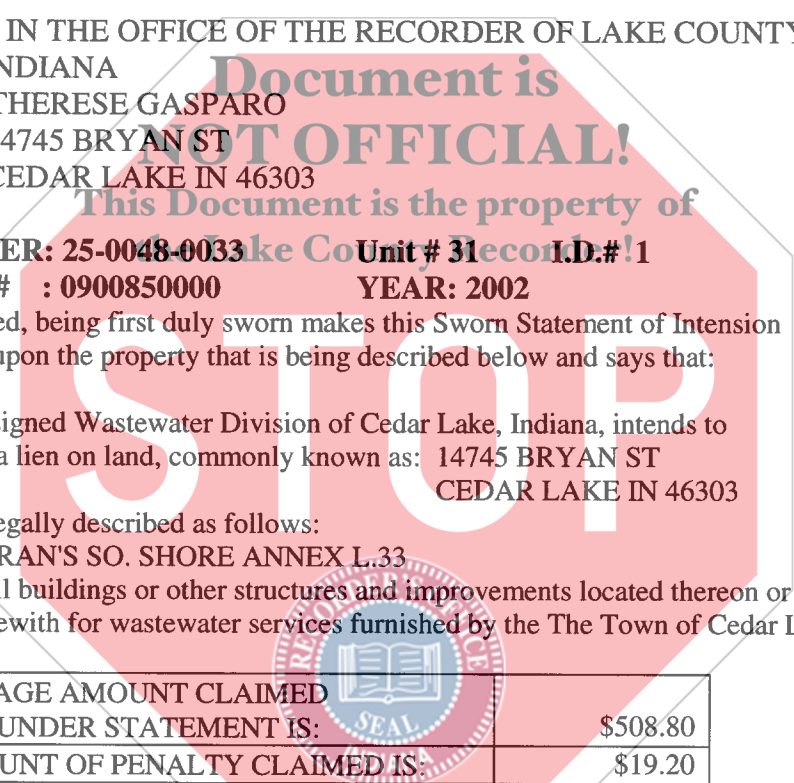 IN THE OFFICE OF THE RECORDER OF LAKE COUNTY
NDIANA
Document is
THERESE GASPARO
4745 BRYAN ST
NOT OFFICIAL!
CEDAR LAKE IN 46303
This Document is the property of
the Lake County Recorder!
ER: 25-0048-0033 Unit # 31 I.D.# 1
# : 0900850000 YEAR: 2002
ed, being first duly sworn makes this Sworn Statement of Intension
upon the property that is being described below and says that:
STOP
signed Wastewater Division of Cedar Lake, Indiana, intends to
a lien on land, commonly known as: 14745 BRYAN ST
CEDAR LAKE IN 46303
egally described as follows:
RAN'S SO. SHORE ANNEX L.33
ll buildings or other structures and improvements located thereon or
ewith for wastewater services furnished by the The Town of Cedar L
AGE AMOUNT CLAIMED
UNDER STATEMENT IS: $508.80
UNT OF PENALTY CLAIMED IS: $19.20
SEAL
INDIANA